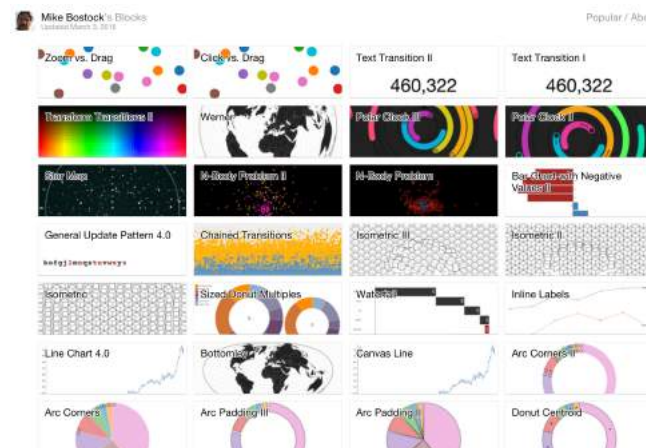 Mike Bostock's Blocks
Updated March 3, 2016
Popular / Abo
Zoom vs. Drag
Click vs. Drag
Text Transition II
Text Transition I
460,322
460,322
Transform Transitions II
Werner
Polar Clock III
Polar Clock II
Star Map
N-Body Problem II
N-Body Problem
Bar Chart with Negative
Values II
General Update Pattern 4.0
Chained Transitions
Isometric III
Isometric II
Isometric
Sized Donut Multiples
Waterfall
Inline Labels
Line Chart 4.0
Bottomley
Canvas Line
Arc Corners II
Arc Corners
Arc Padding III
Arc Padding II
Donut Centroid